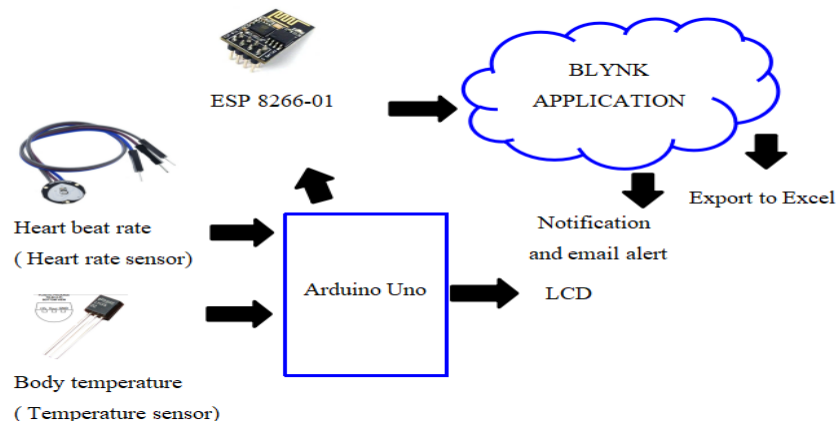 ESP 8266-01
BLYNK
APPLICATION
Heart beat rate
( Heart rate sensor)
Arduino Uno
Notification
and email alert
Export to Excel
LCD
Body temperature
( Temperature sensor)